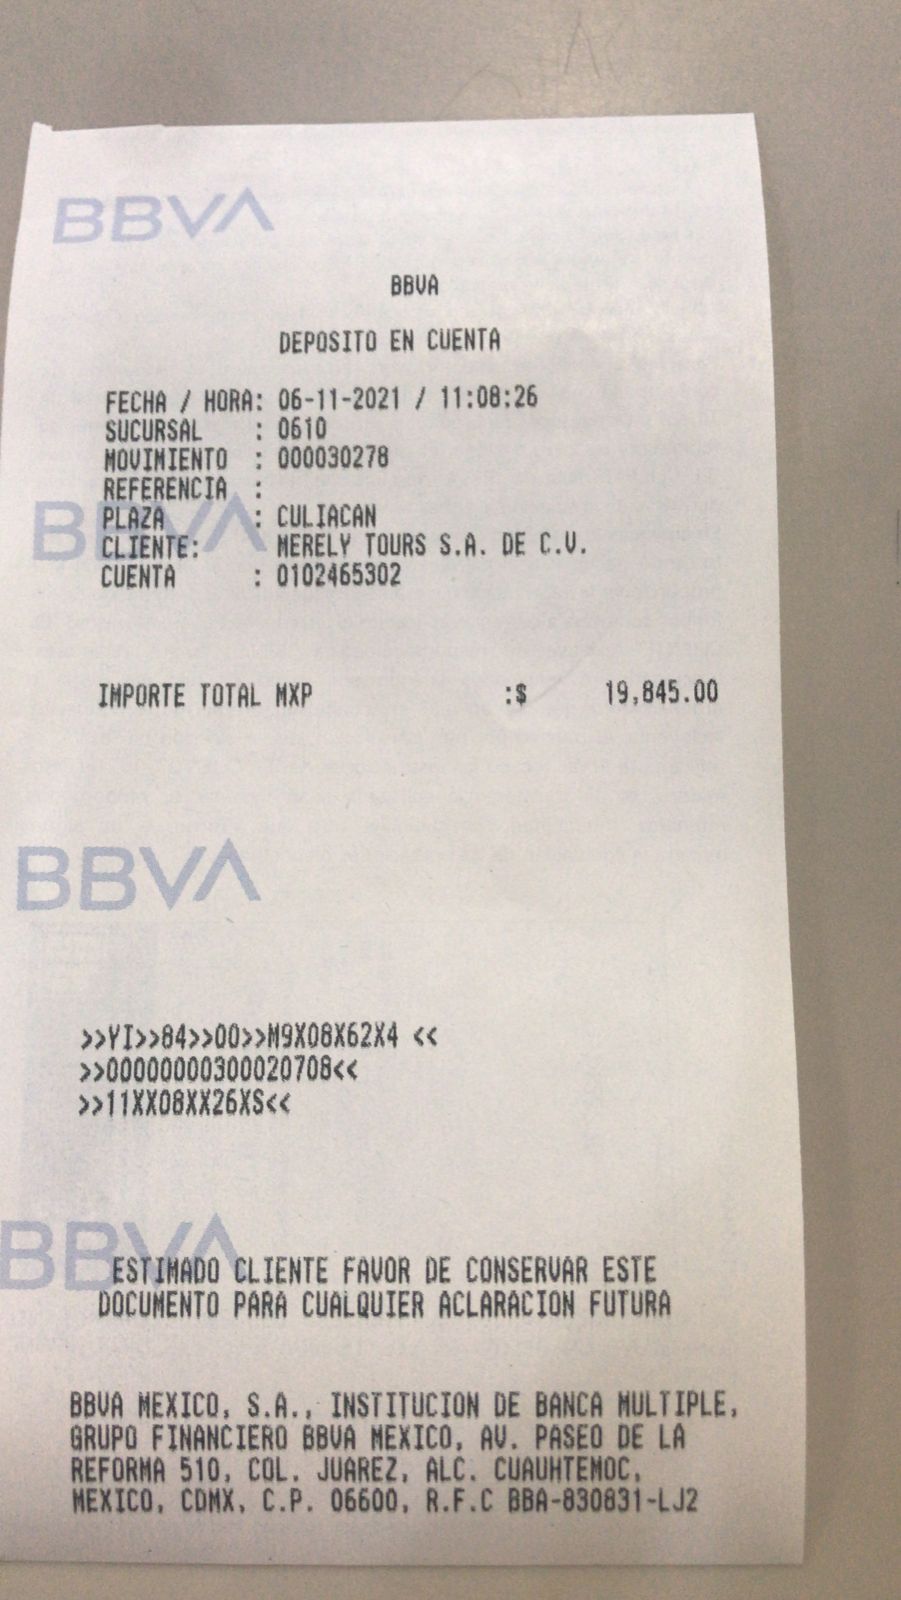 BBVA
BBVA
DEPOSITO EN CUENTA
FECHA / HORA: 06-11-2021 / 11:08:26
SUCURSAL : 0610
MOVIMIENTO : 000030278
REFERENCIA :
BBVA
PLAZA : CULIACAN
CLIENTE: MERELY TOURS S.A. DE C.V.
CUENTA : 0102465302
IMPORTE TOTAL MXP :$ 19,845.00
BBVA
>>YI>>84>>00>>M9X08X62X4 <<
>>00000000300020708<<
>>11XX08XX26XS<<
BBVA
ESTIMADO CLIENTE FAVOR DE CONSERVAR ESTE
DOCUMENTO PARA CUALQUIER ACLARACION FUTURA
BBVA MEXICO, S.A., INSTITUCION DE BANCA MULTIPLE,
GRUPO FINANCIERO BBVA MEXICO, AV. PASEO DE LA
REFORMA 510, COL. JUAREZ, ALC. CUAUHTEMOC,
MEXICO, CDMX, C.P. 06600, R.F.C BBA-830831-LJ2